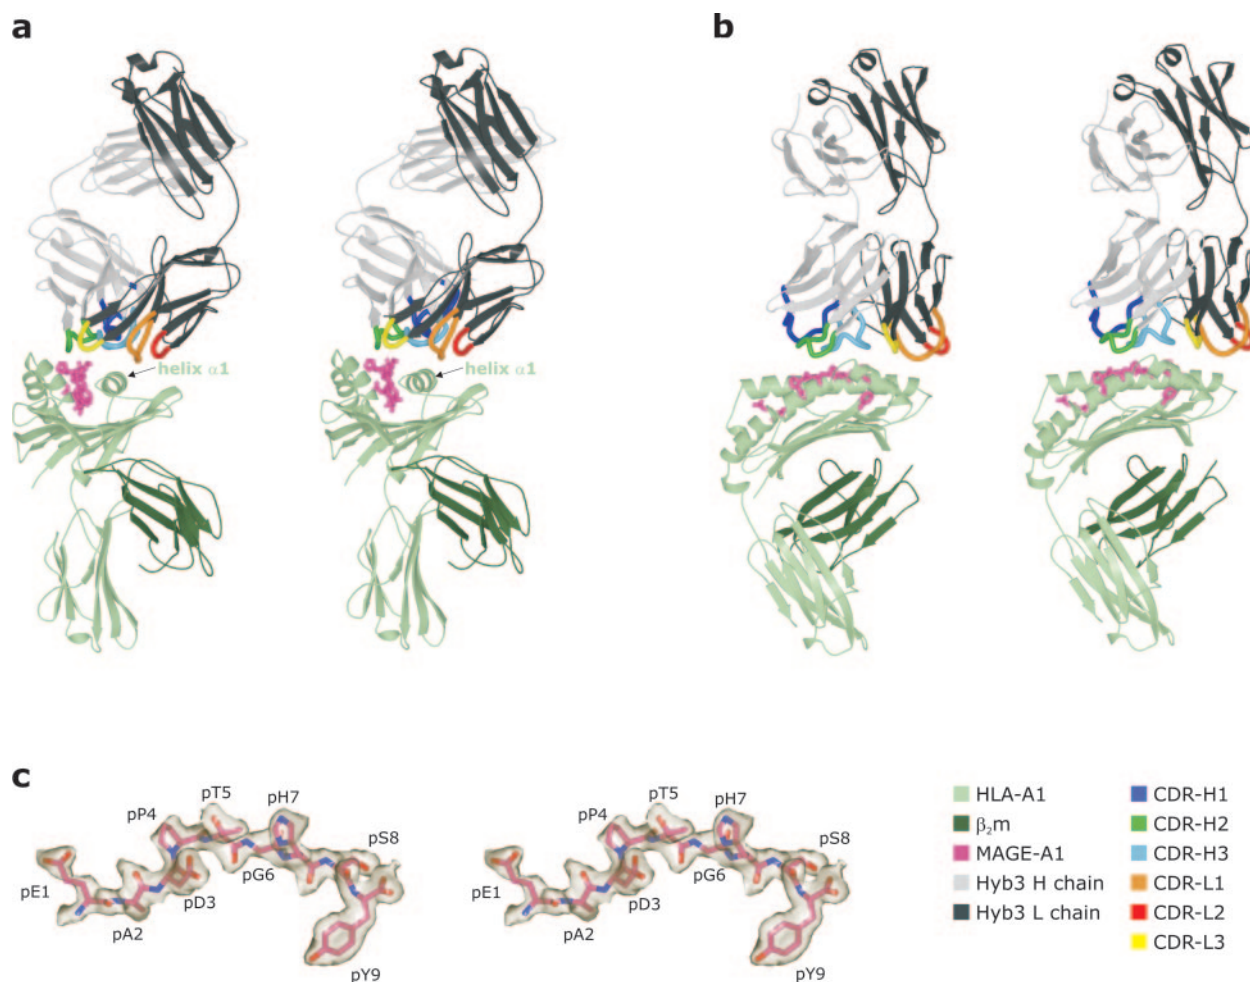 a
b
helix α1
helix α1
c
pE1
pA2
pD3
pP4
pT5
pG6
pH7
pS8
pY9
pE1
pA2
pD3
pP4
pT5
pG6
pH7
pS8
pY9
HLA-A1
β₂m
MAGE-A1
Hyb3 H chain
Hyb3 L chain
CDR-H1
CDR-H2
CDR-H3
CDR-L1
CDR-L2
CDR-L3